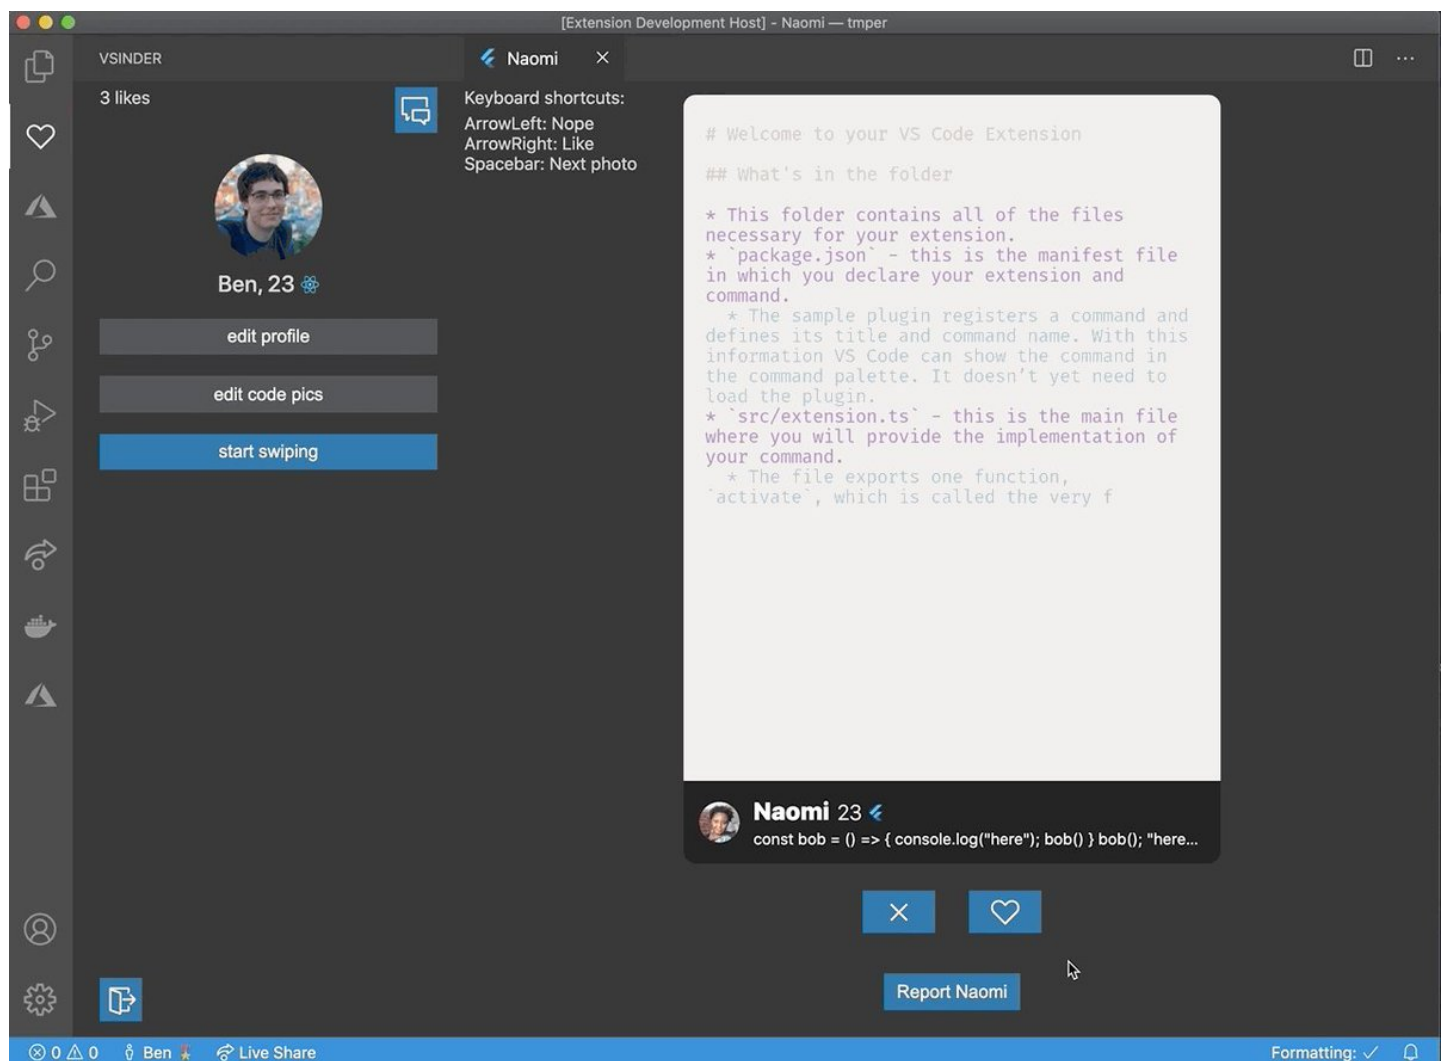 [Extension Development Host] - Naomi — tmper
VSINDER
3 likes
Ben, 23
edit profile
edit code pics
start swiping
Naomi
Keyboard shortcuts:
ArrowLeft: Nope
ArrowRight: Like
Spacebar: Next photo
# Welcome to your VS Code Extension
## What's in the folder
* This folder contains all of the files
necessary for your extension.
* `package.json` - this is the manifest file
in which you declare your extension and
command.
* The sample plugin registers a command and
defines its title and command name. With this
information VS Code can show the command in
the command palette. It doesn’t yet need to
load the plugin.
* `src/extension.ts` - this is the main file
where you will provide the implementation of
your command.
* The file exports one function,
`activate`, which is called the very f
Naomi 23
const bob = () => { console.log("here"); bob() } bob(); "here...
Report Naomi
0 0 Ben Live Share
Formatting: ✓